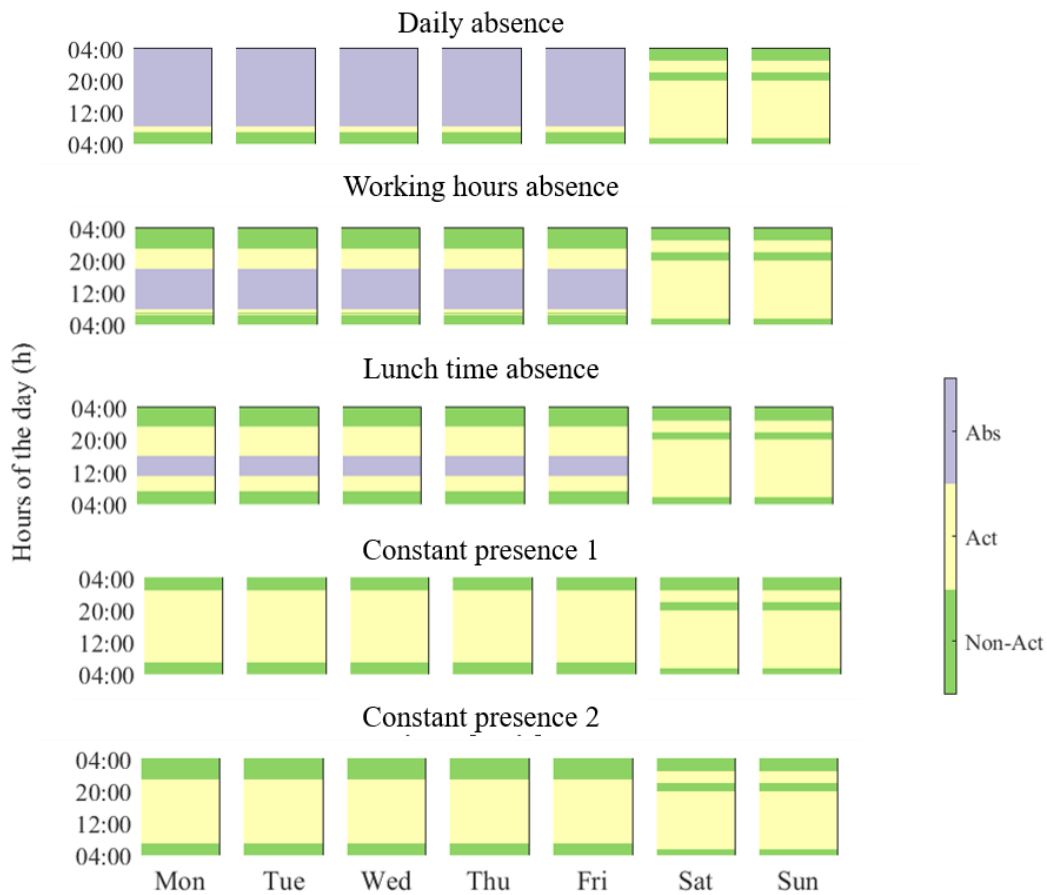 Daily absence
04:00
20:00
12:00
04:00
Working hours absence
04:00
20:00
12:00
04:00
Lunch time absence
04:00
20:00
12:00
04:00
Constant presence 1
04:00
20:00
12:00
04:00
Constant presence 2
04:00
20:00
12:00
04:00
Mon Tue Wed Thu Fri Sat Sun
Hours of the day (h)
Abs
Act
Non-Act